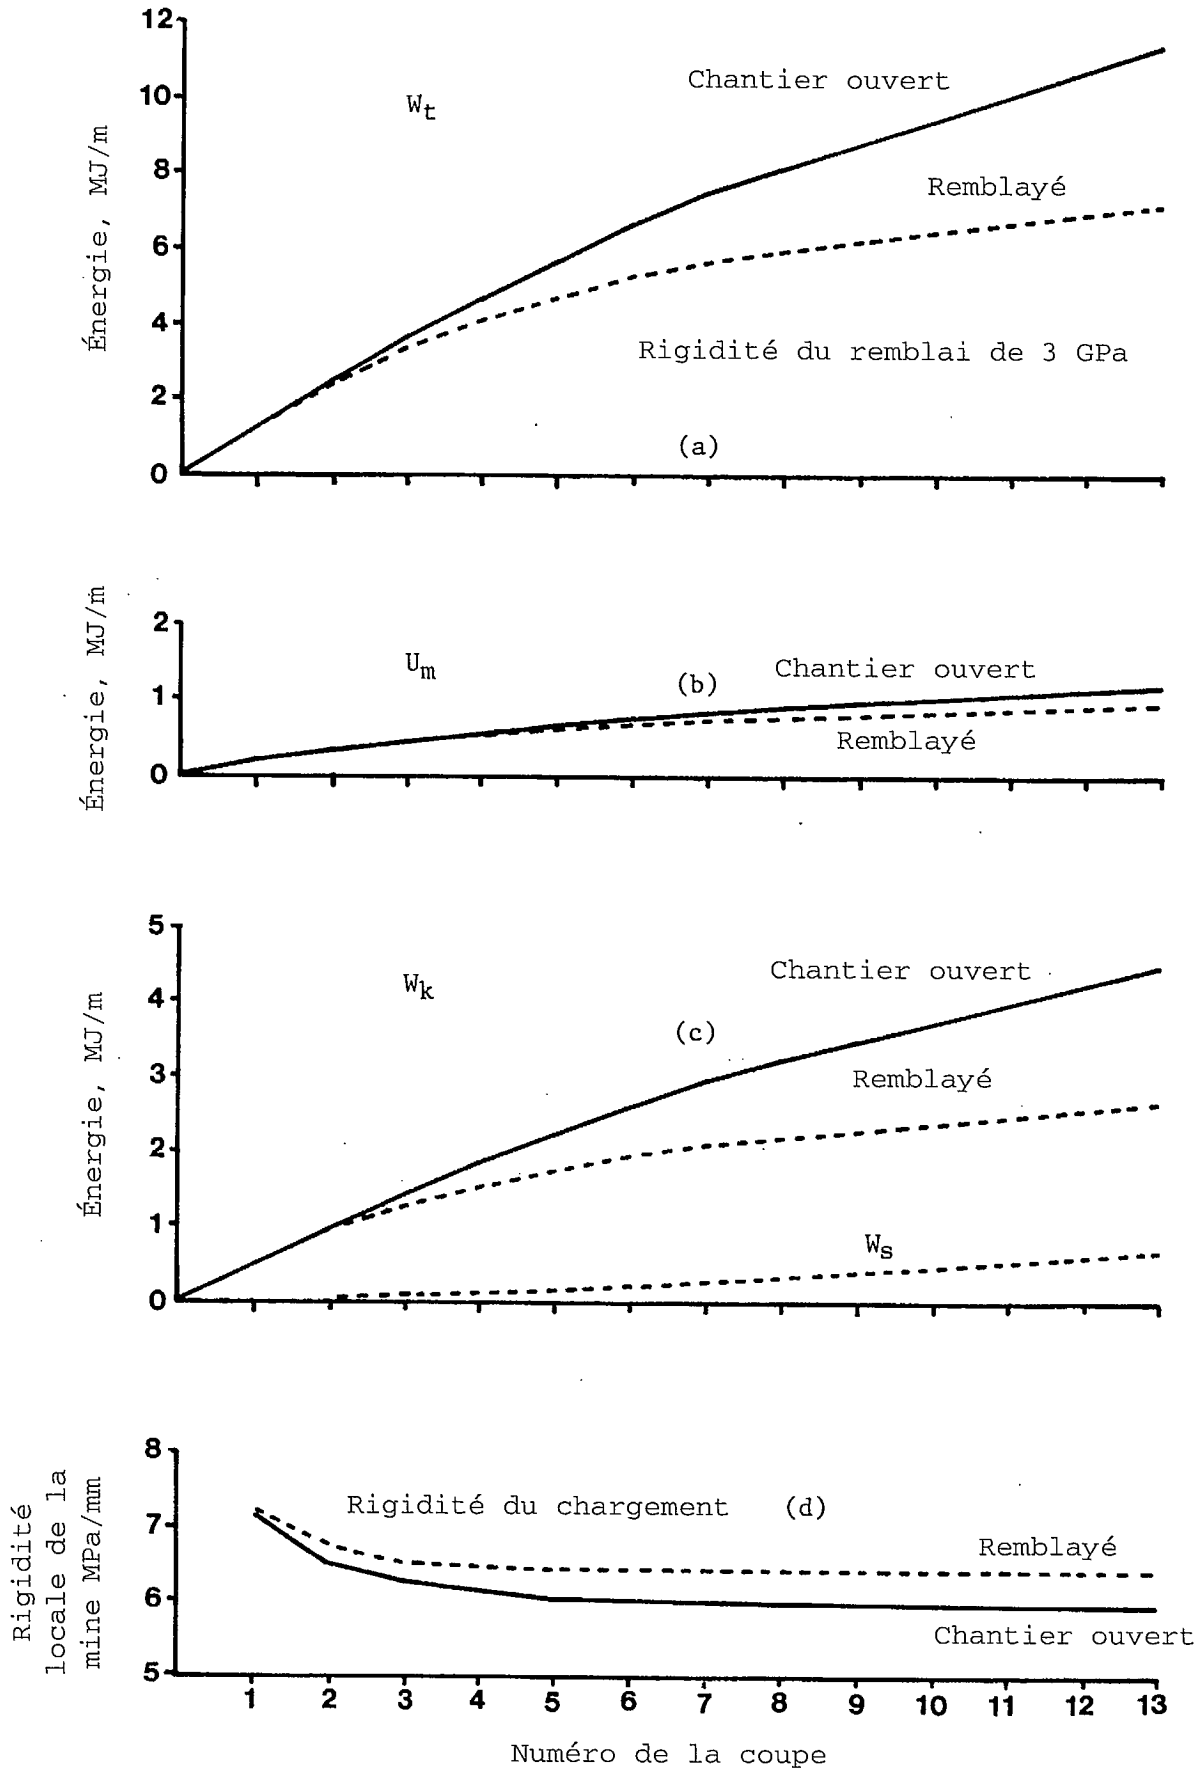 12
Chantier ouvert
10
Wt
8
Remblayé
Énergie, MJ/m
6
4
Rigidité du remblai de 3 GPa
2
(a)
0
2
Um
(b)
Chantier ouvert
Énergie, MJ/m
1
Remblayé
0
5
Chantier ouvert
Wk
4
(c)
3
Remblayé
Énergie, MJ/m
2
1
Ws
0
8
Rigidité du chargement (d)
7
Remblayé
Rigidité
locale de la
mine MPa/mm
6
Chantier ouvert
5
1 2 3 4 5 6 7 8 9 10 11 12 13
Numéro de la coupe